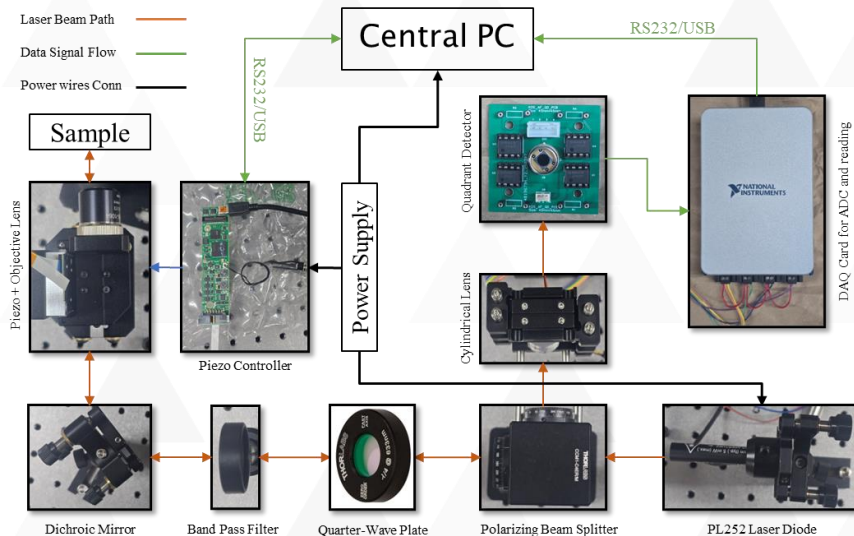 Laser Beam Path
Data Signal Flow
Power wires Conn
Central PC
RS232/USB
RS232/USB
Sample
Piezo + Objective Lens
Piezo Controller
Power Supply
Quadrant Detector
NATIONAL
INSTRUMENTS
DAQ Card for ADC and reading
Cylindrical Lens
THORLABS
THORLABS
Dichroic Mirror
Band Pass Filter
Quarter-Wave Plate
Polarizing Beam Splitter
PL252 Laser Diode